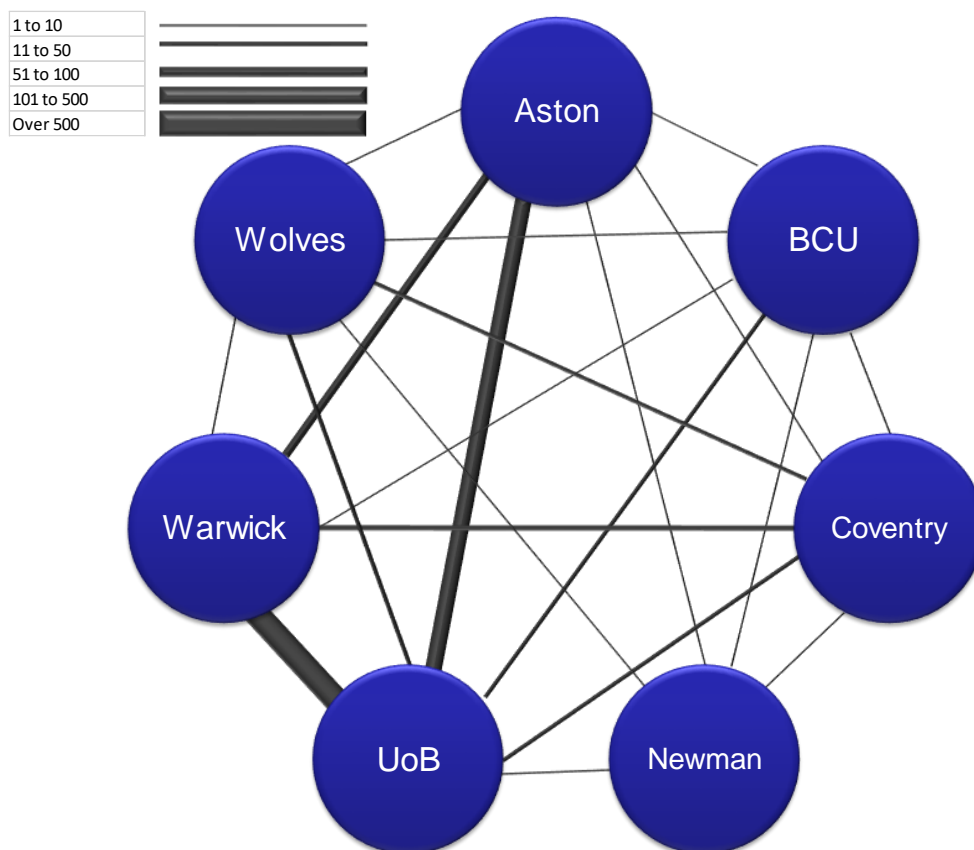 1 to 10
11 to 50
51 to 100
101 to 500
Over 500
Aston
Wolves
BCU
Warwick
Coventry
UoB
Newman